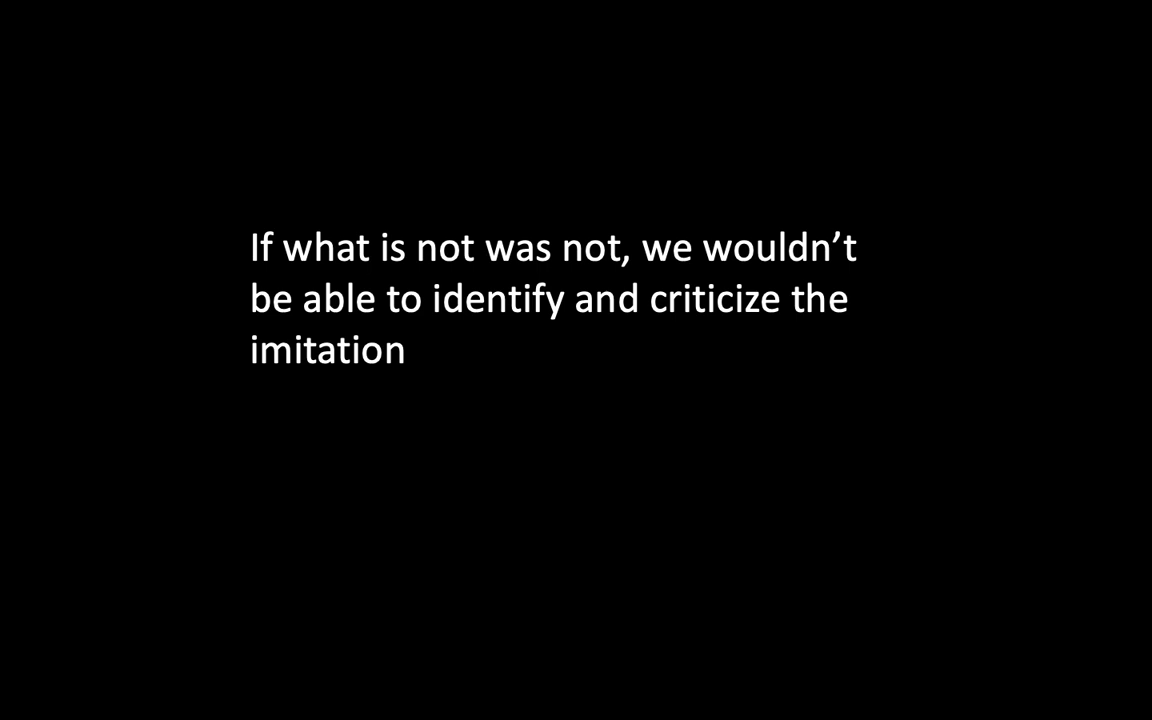 If what is not was not, we wouldn’t
be able to identify and criticize the
imitation